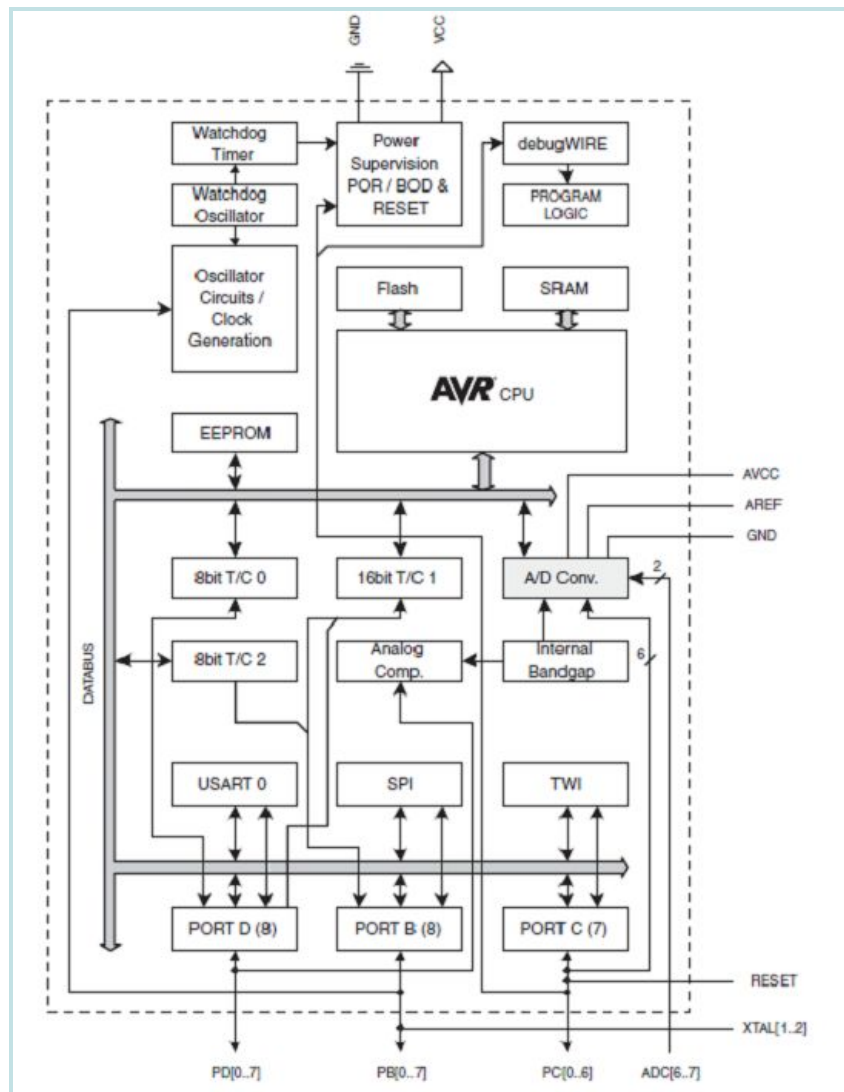 GND
VCC
Watchdog
Timer
Power
Supervision
POR / BOD &
RESET
debugWIRE
Watchdog
Oscillator
PROGRAM
LOGIC
Oscillator
Circuits /
Clock
Generation
Flash
SRAM
AVR CPU
EEPROM
AVCC
AREF
GND
2
8bit T/C 0
16bit T/C 1
A/D Conv.
8bit T/C 2
Analog
Comp.
Internal
Bandgap
6
DATABUS
USART 0
SPI
TWI
PORT D (8)
PORT B (8)
PORT C (7)
RESET
XTAL[1..2]
PD[0..7]
PB[0..7]
PC[0..6]
ADC[6..7]